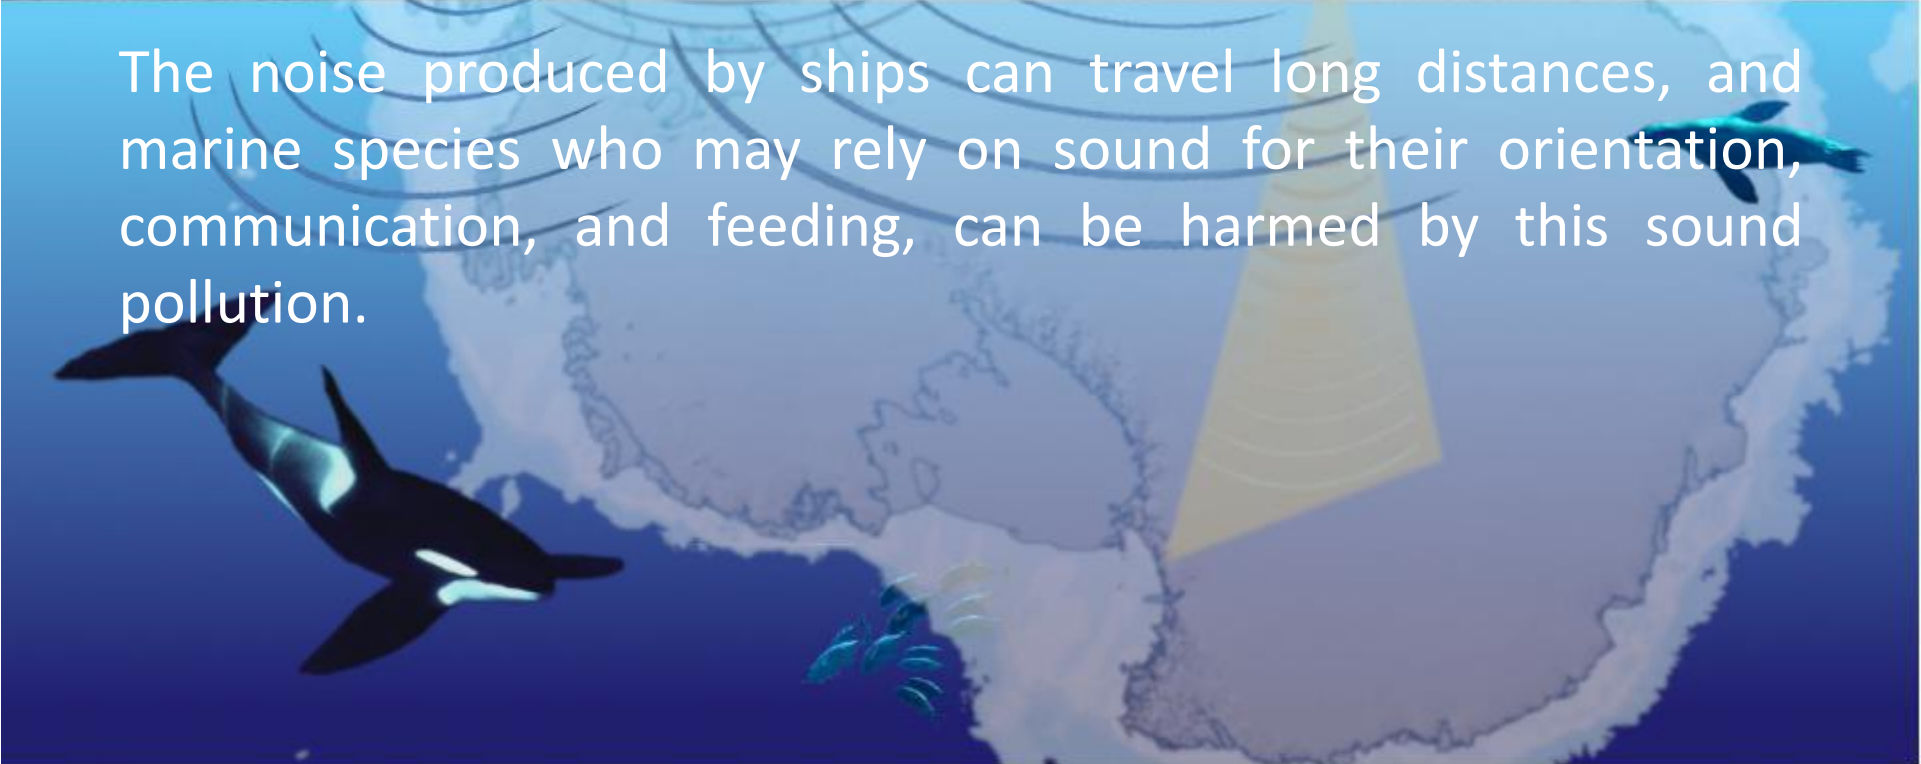 The noise produced by ships can travel long distances, and
marine species who may rely on sound for their orientation,
communication, and feeding, can be harmed by this sound
pollution.